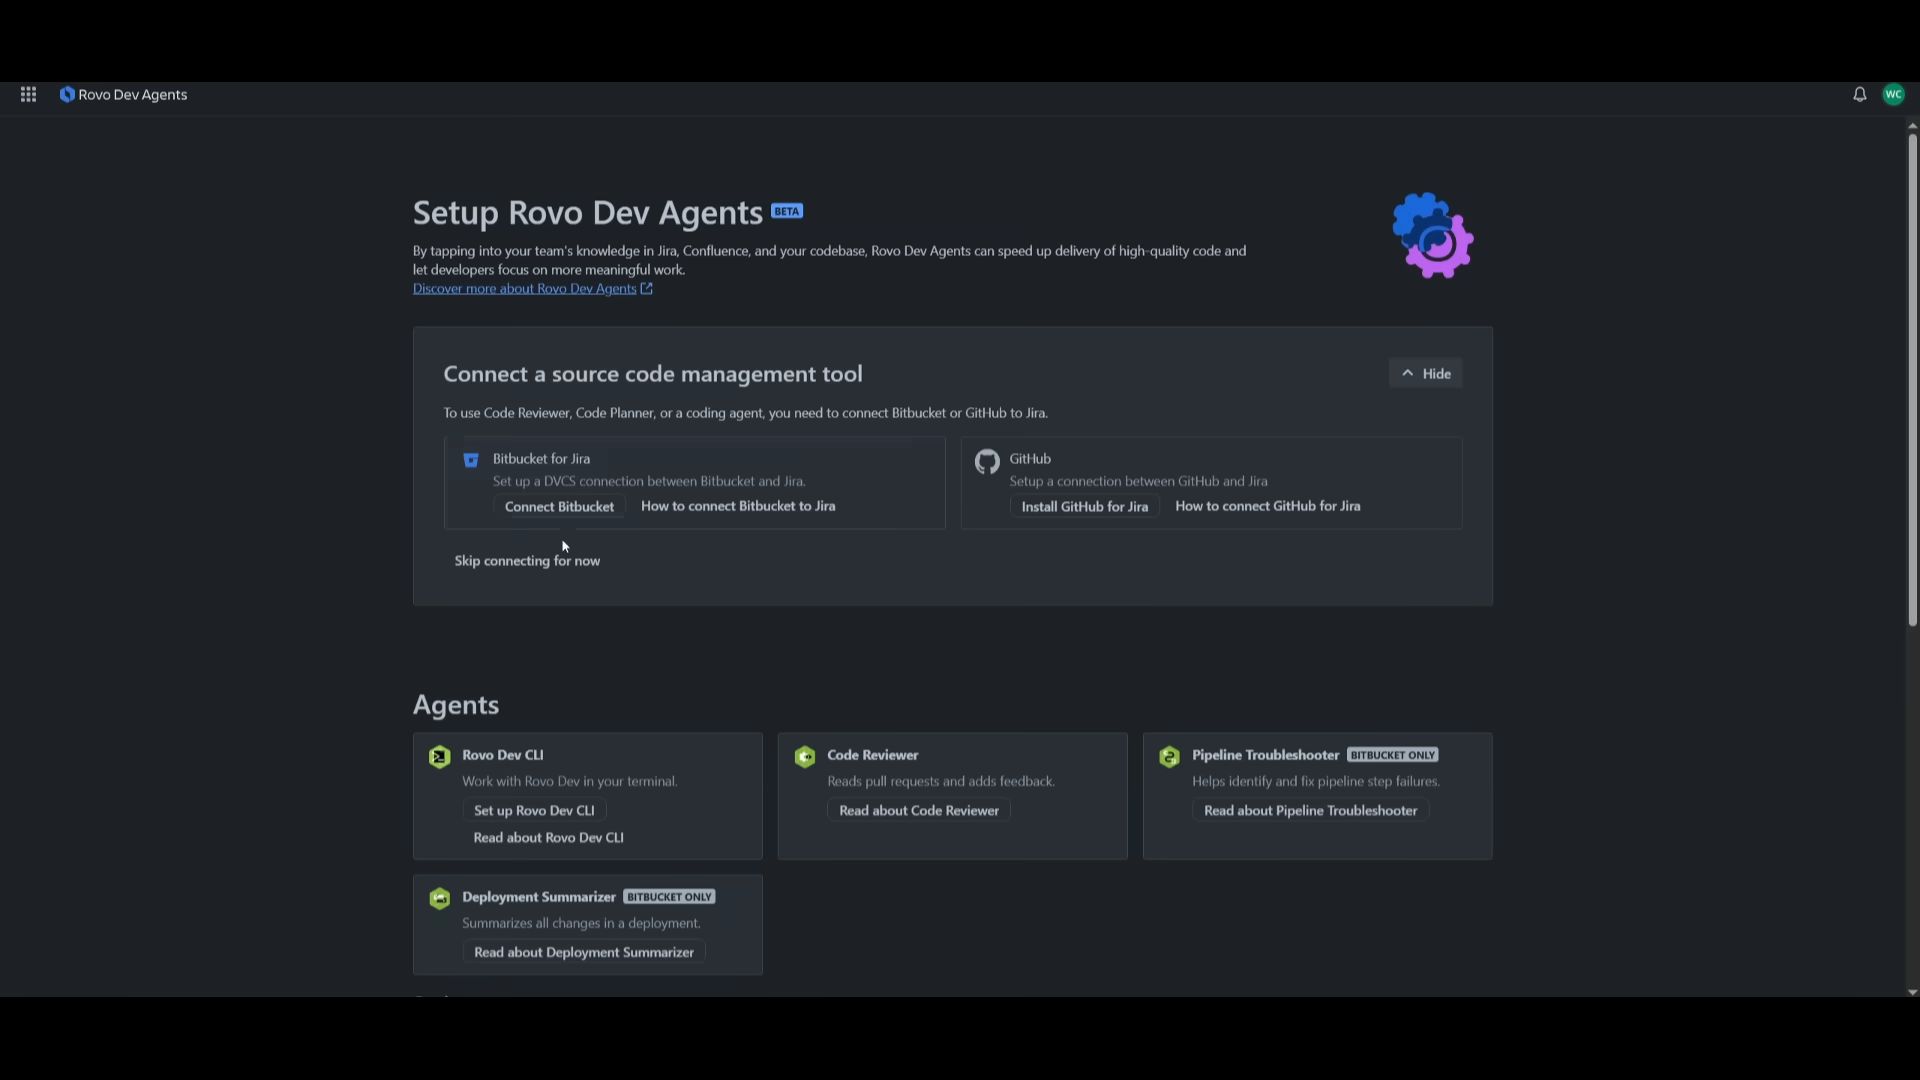 Rovo Dev Agents
WC
Setup Rovo Dev Agents BETA
By tapping into your team's knowledge in Jira, Confluence, and your codebase, Rovo Dev Agents can speed up delivery of high-quality code and
let developers focus on more meaningful work.
Discover more about Rovo Dev Agents
Connect a source code management tool
Hide
To use Code Reviewer, Code Planner, or a coding agent, you need to connect Bitbucket or GitHub to Jira.
Bitbucket for Jira
Set up a DVCS connection between Bitbucket and Jira.
Connect Bitbucket How to connect Bitbucket to Jira
GitHub
Setup a connection between GitHub and Jira
Install GitHub for Jira How to connect GitHub for Jira
Skip connecting for now
Agents
Rovo Dev CLI
Work with Rovo Dev in your terminal.
Set up Rovo Dev CLI
Read about Rovo Dev CLI
Code Reviewer
Reads pull requests and adds feedback.
Read about Code Reviewer
Pipeline Troubleshooter BITBUCKET ONLY
Helps identify and fix pipeline step failures.
Read about Pipeline Troubleshooter
Deployment Summarizer BITBUCKET ONLY
Summarizes all changes in a deployment.
Read about Deployment Summarizer